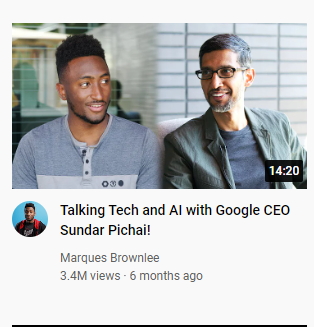 14:20
Talking Tech and AI with Google CEO
Sundar Pichai!
Marques Brownlee
3.4M views · 6 months ago